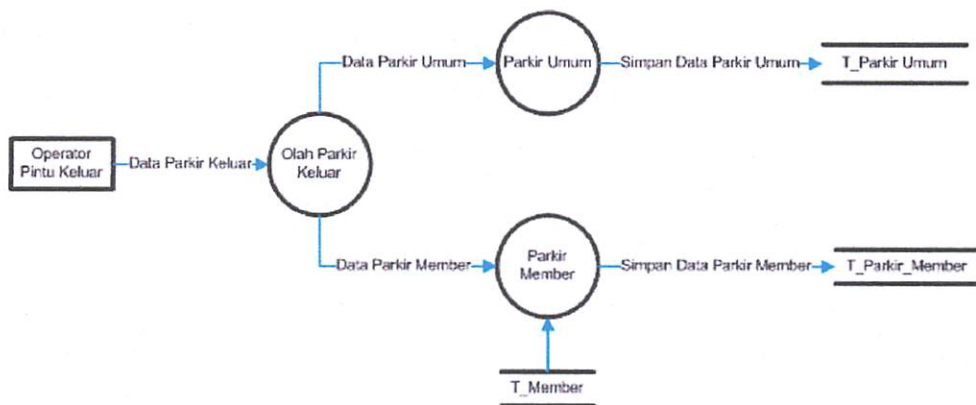 Data Parkir Umum
Parkir Umum
Simpan Data Parkir Umum
T_Parkir Umum
Operator
Pintu Keluar
Data Parkir Keluar
Olah Parkir
Keluar
Data Parkir Member
Parkir
Member
Simpan Data Parkir Member
T_Parkir_Member
T_Member